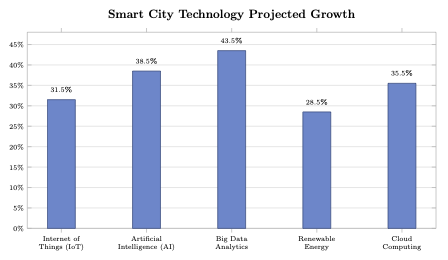 Smart City Technology Projected Growth
45%
40%
35%
30%
25%
20%
15%
10%
5%
0%
31.5%
38.5%
43.5%
28.5%
35.5%
Internet of
Things (IoT)
Artificial
Intelligence (AI)
Big Data
Analytics
Renewable
Energy
Cloud
Computing